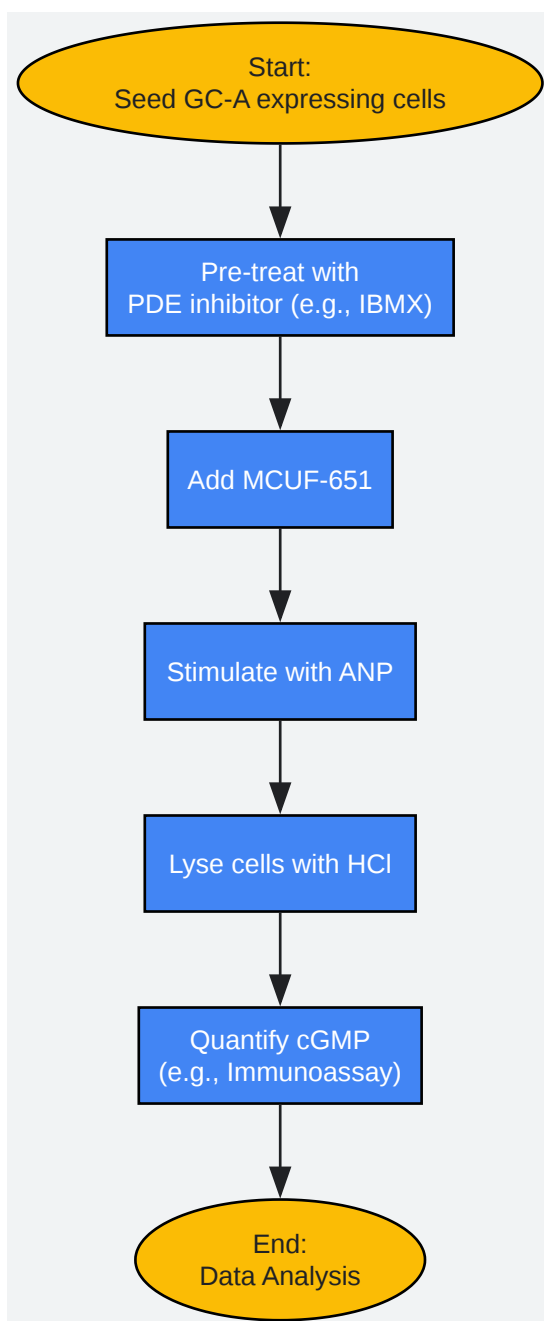 Start:
Seed GC-A expressing cells
Pre-treat with
PDE inhibitor (e.g., IBMX)
Add MCUF-651
Stimulate with ANP
Lyse cells with HCl
Quantify cGMP
(e.g., Immunoassay)
End:
Data Analysis